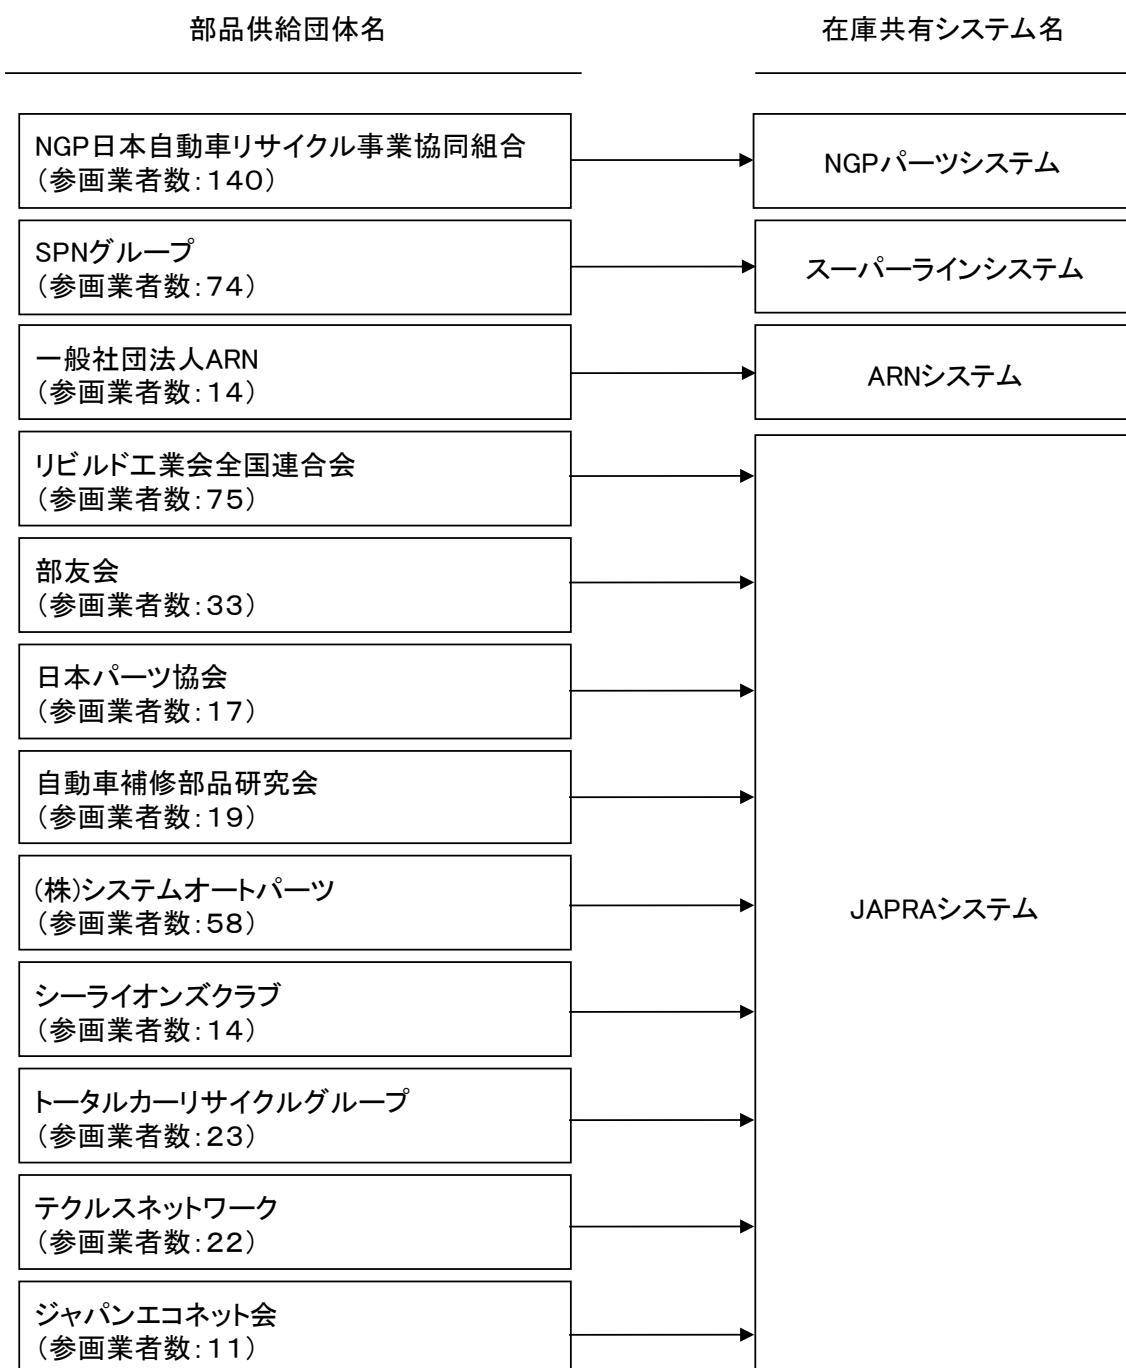 部品供給団体名
在庫共有システム名
NGP日本自動車リサイクル事業協同組合
（参画業者数：１４０）
NGPパーツシステム
SPNグループ
（参画業者数：７４）
スーパーラインシステム
一般社団法人ARN
（参画業者数：１４）
ARNシステム
リビルド工業会全国連合会
（参画業者数：７５）
部友会
（参画業者数：３３）
日本パーツ協会
（参画業者数：１７）
自動車補修部品研究会
（参画業者数：１９）
(株)システムオートパーツ
（参画業者数：５８）
JAPRAシステム
シーライオンズクラブ
（参画業者数：１４）
トータルカーリサイクルグループ
（参画業者数：２３）
テクルスネットワーク
（参画業者数：２２）
ジャパンエコネット会
（参画業者数：１１）